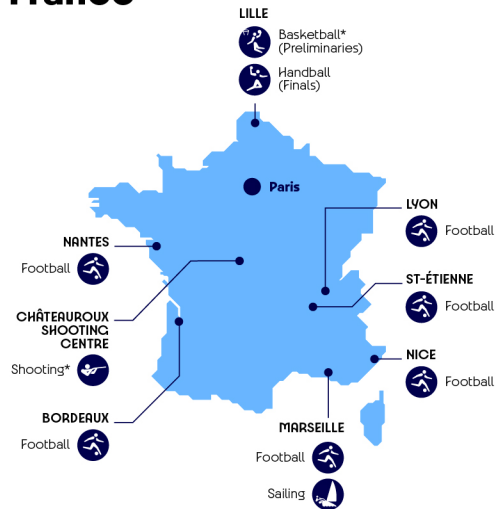 France
LILLE
Basketball*
(Preliminaries)
Handball
(Finals)
Paris
LYON
Football
NANTES
Football
ST-ÉTIENNE
Football
CHÂTEAUROUX
SHOOTING
CENTRE
Shooting*
NICE
Football
BORDEAUX
Football
MARSEILLE
Football
Sailing